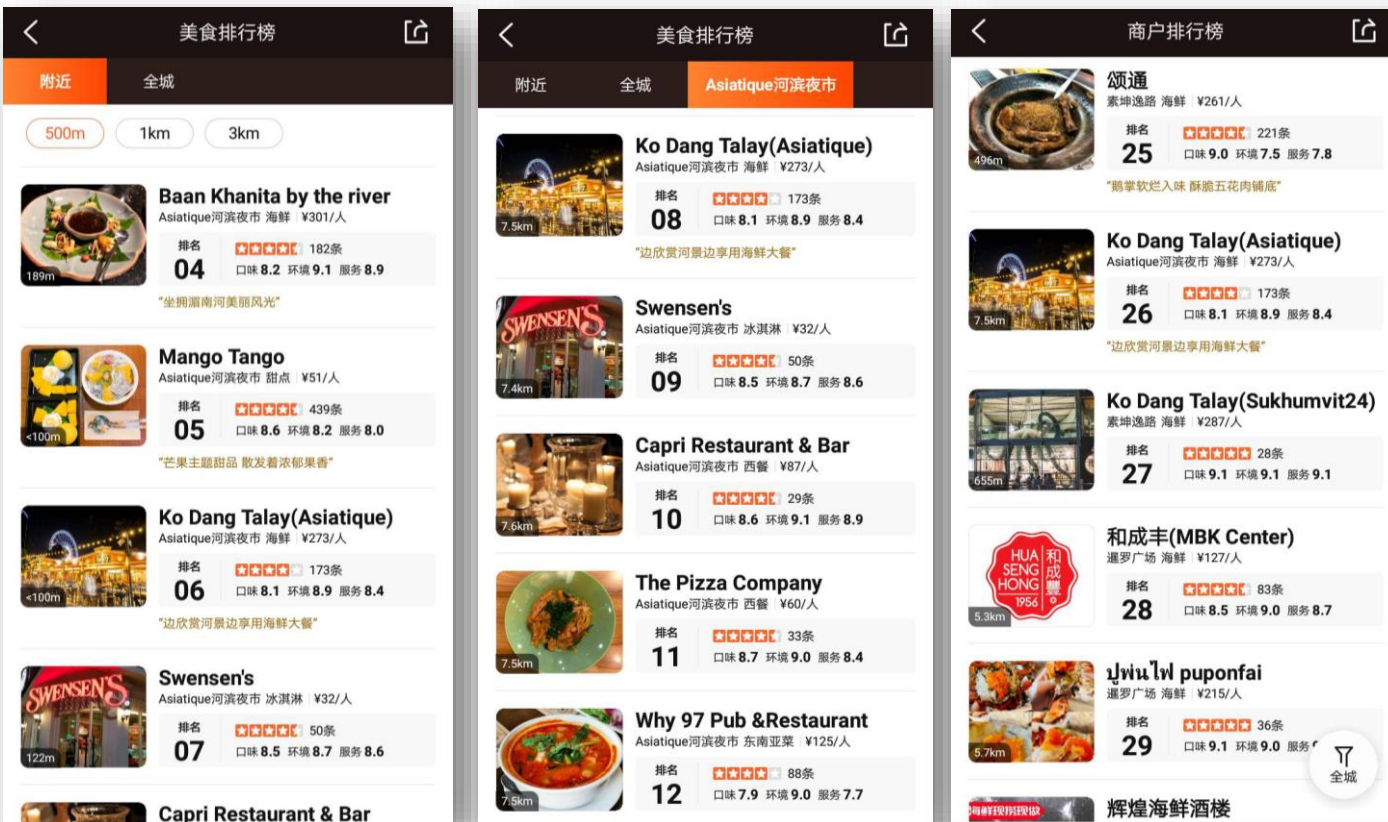 美食排行榜
附近
全城
500m
1km
3km
Baan Khanita by the river
Asiatique河滨夜市 海鲜 ¥301/人
排名
04
182条
口味 8.2 环境 9.1 服务 8.9
189m
"坐拥湄南河美丽风光"
Mango Tango
Asiatique河滨夜市 甜点 ¥51/人
排名
05
439条
口味 8.6 环境 8.2 服务 8.0
<100m
"芒果主题甜品 散发着浓郁果香"
Ko Dang Talay(Asiatique)
Asiatique河滨夜市 海鲜 ¥273/人
排名
06
173条
口味 8.1 环境 8.9 服务 8.4
<100m
"边欣赏河景边享用海鲜大餐"
Swensen's
Asiatique河滨夜市 冰淇淋 ¥32/人
SWENSEN'S
排名
07
50条
口味 8.5 环境 8.7 服务 8.6
122m
Capri Restaurant & Bar
美食排行榜
附近
全城
Asiatique河滨夜市
Ko Dang Talay(Asiatique)
Asiatique河滨夜市 海鲜 ¥273/人
排名
08
173条
口味 8.1 环境 8.9 服务 8.4
7.5km
"边欣赏河景边享用海鲜大餐"
Swensen's
Asiatique河滨夜市 冰淇淋 ¥32/人
SWENSEN'S
排名
09
50条
口味 8.5 环境 8.7 服务 8.6
7.4km
Capri Restaurant & Bar
Asiatique河滨夜市 西餐 ¥87/人
排名
10
29条
口味 8.6 环境 9.1 服务 8.9
7.6km
The Pizza Company
Asiatique河滨夜市 西餐 ¥60/人
排名
11
33条
口味 8.7 环境 9.0 服务 8.4
7.5km
Why 97 Pub &Restaurant
Asiatique河滨夜市 东南亚菜 ¥125/人
排名
12
88条
口味 7.9 环境 9.0 服务 7.7
7.5km
商户排行榜
颂通
素坤逸路 海鲜 ¥261/人
排名
25
221条
口味 9.0 环境 7.5 服务 7.8
496m
"鹅掌软烂入味 酥脆五花肉铺底"
Ko Dang Talay(Asiatique)
Asiatique河滨夜市 海鲜 ¥273/人
排名
26
173条
口味 8.1 环境 8.9 服务 8.4
7.5km
"边欣赏河景边享用海鲜大餐"
Ko Dang Talay(Sukhumvit24)
素坤逸路 海鲜 ¥287/人
排名
27
28条
口味 9.1 环境 9.1 服务 9.1
655m
和成丰(MBK Center)
暹罗广场 海鲜 ¥127/人
HUA
SENG
HONG
1956
和成豐
排名
28
83条
口味 8.5 环境 9.0 服务 8.7
5.3km
ปูพ่นไฟ puponfai
暹罗广场 海鲜 ¥215/人
排名
29
36条
口味 9.1 环境 9.0 服务
5.7km
全城
辉煌海鲜酒楼